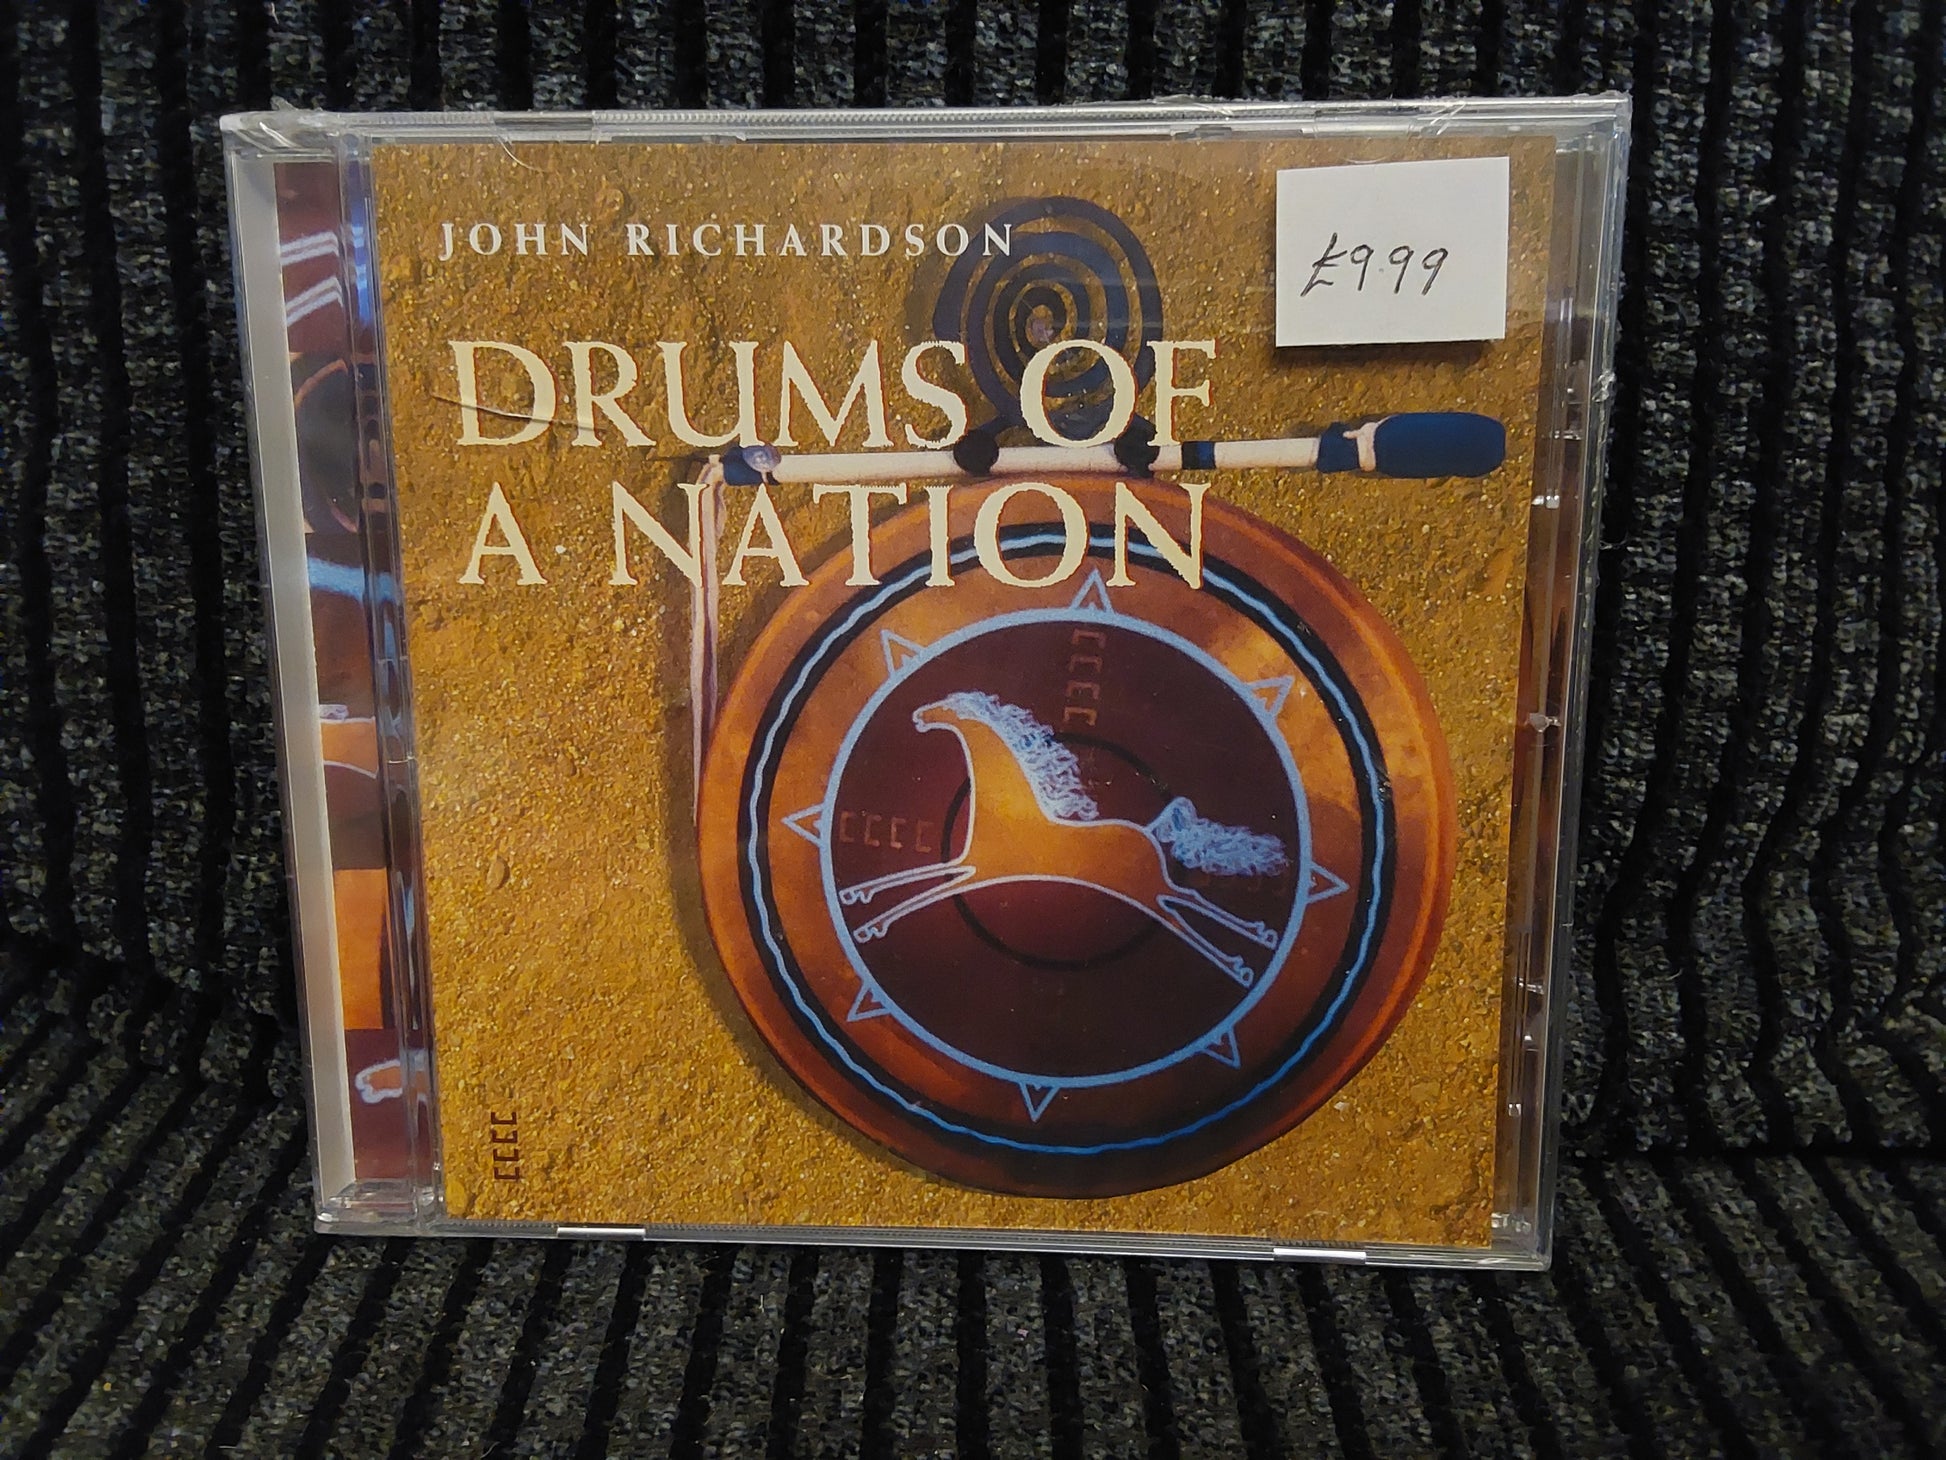 JOHN RICHARDSON
£9.99
DRUMS OF
A NATION